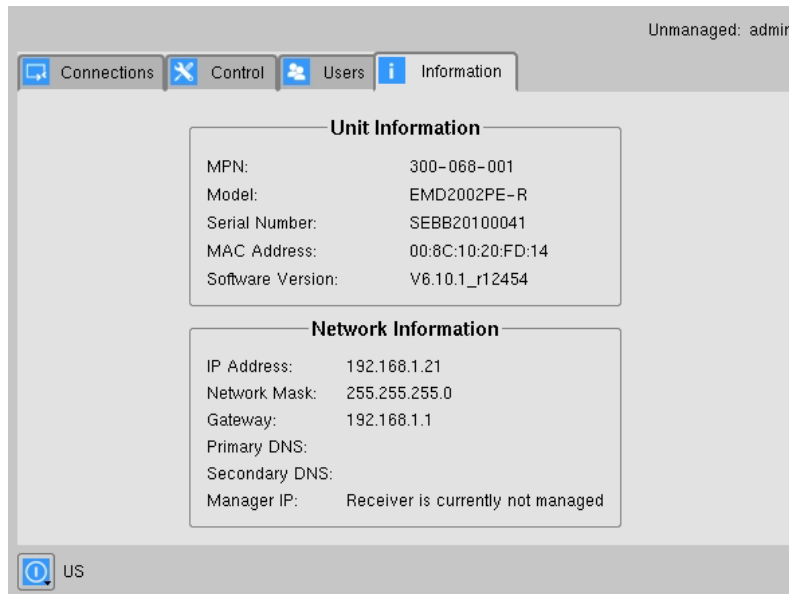 Unmanaged: admin
Connections Control Users i Information
Unit Information
MPN: 300-068-001
Model: EMD2002PE-R
Serial Number: SEBB20100041
MAC Address: 00:8C:10:20:FD:14
Software Version: V6.10.1_r12454
Network Information
IP Address: 192.168.1.21
Network Mask: 255.255.255.0
Gateway: 192.168.1.1
Primary DNS:
Secondary DNS:
Manager IP: Receiver is currently not managed
US